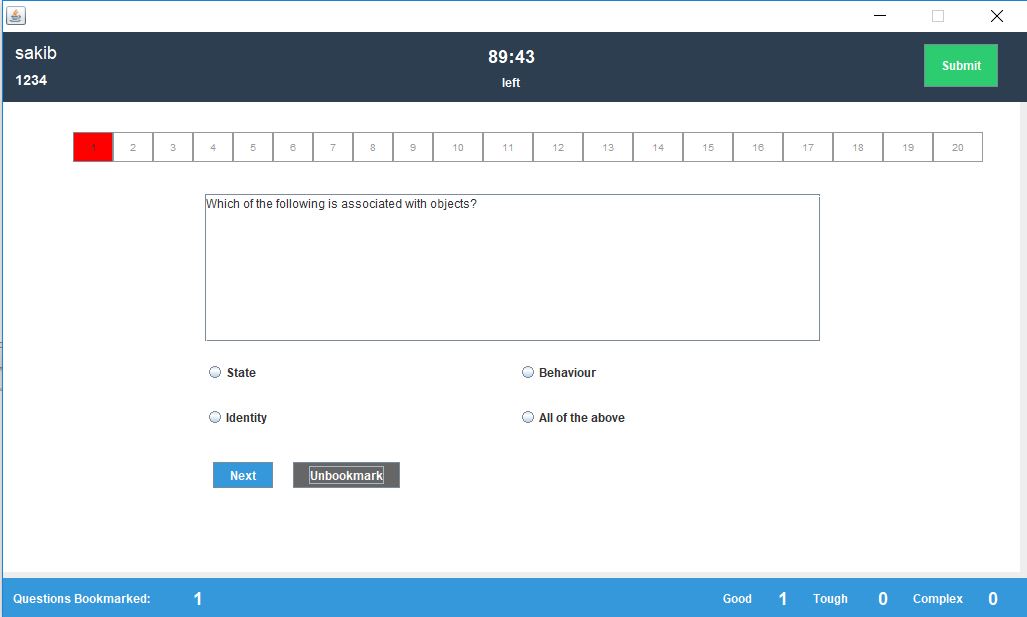 sakib
1234
89:43
left
Submit
1 2 3 4 5 6 7 8 9 10 11 12 13 14 15 16 17 18 19 20
Which of the following is associated with objects?
State
Behaviour
Identity
All of the above
Next
Unbookmark
Questions Bookmarked: 1
Good 1 Tough 0 Complex 0